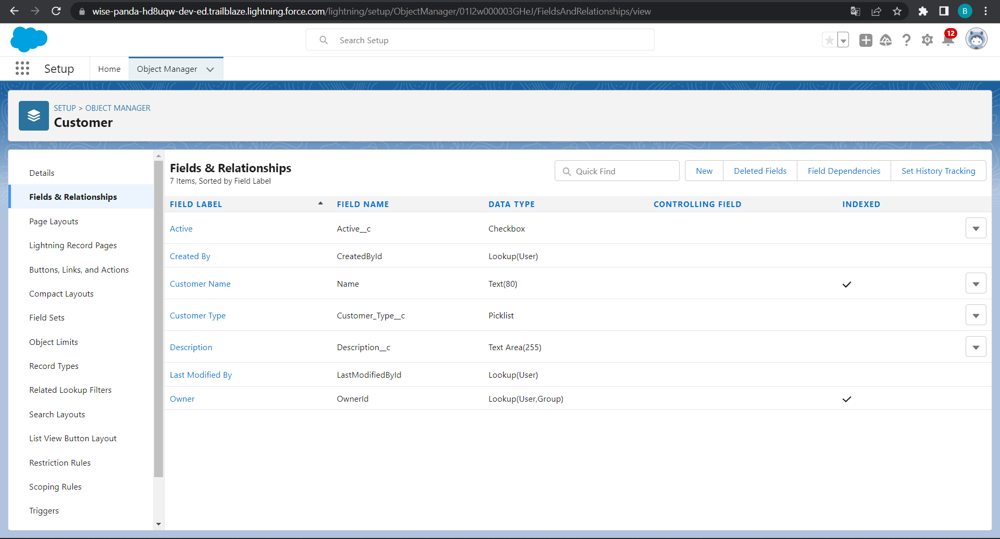 wise-panda-hd8uqw-dev-ed.trailblaze.lightning.force.com/lightning/setup/ObjectManager/01I2w000003GHeJ/FieldsAndRelationships/view
B
Search Setup
12
Setup
Home
Object Manager
SETUP > OBJECT MANAGER
Customer
Details
Fields & Relationships
Page Layouts
Lightning Record Pages
Buttons, Links, and Actions
Compact Layouts
Field Sets
Object Limits
Record Types
Related Lookup Filters
Search Layouts
List View Button Layout
Restriction Rules
Scoping Rules
Triggers
Fields & Relationships
7 Items, Sorted by Field Label
Quick Find
New
Deleted Fields
Field Dependencies
Set History Tracking
FIELD LABEL FIELD NAME DATA TYPE CONTROLLING FIELD INDEXED
Active Active__c Checkbox
Created By CreatedById Lookup(User)
Customer Name Name Text(80)
Customer Type Customer_Type__c Picklist
Description Description__c Text Area(255)
Last Modified By LastModifiedById Lookup(User)
Owner OwnerId Lookup(User,Group)